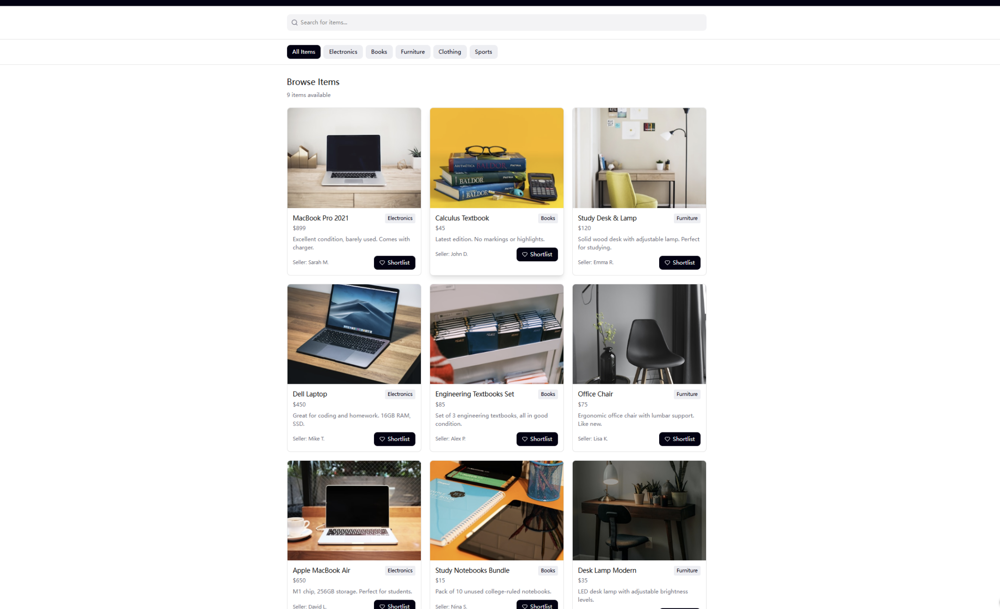 Search for items...
All Items
Electronics
Books
Furniture
Clothing
Sports
Browse Items
9 items available
ARITMÉTICA BALDOR PATRIA
BALDOR PATRIA
BALDOR PATRIA
MacBook Pro 2021
Electronics
$899
Excellent condition, barely used. Comes with
charger.
Seller: Sarah M.
Shortlist
Calculus Textbook
Books
$45
Latest edition. No markings or highlights.
Seller: John D.
Shortlist
Study Desk & Lamp
Furniture
$120
Solid wood desk with adjustable lamp. Perfect
for studying.
Seller: Emma R.
Shortlist
Dell Laptop
Electronics
$450
Great for coding and homework. 16GB RAM,
SSD.
Seller: Mike T.
Shortlist
Engineering Textbooks Set
Books
$85
Set of 3 engineering textbooks, all in good
condition.
Seller: Alex P.
Shortlist
Office Chair
Furniture
$75
Ergonomic office chair with lumbar support.
Like new.
Seller: Lisa K.
Shortlist
Apple MacBook Air
Electronics
$650
M1 chip, 256GB storage. Perfect for students.
Seller: David L.
Shortlist
Study Notebooks Bundle
Books
$15
Pack of 10 unused college-ruled notebooks.
Seller: Nina S.
Shortlist
Desk Lamp Modern
Furniture
$35
LED desk lamp with adjustable brightness
levels.